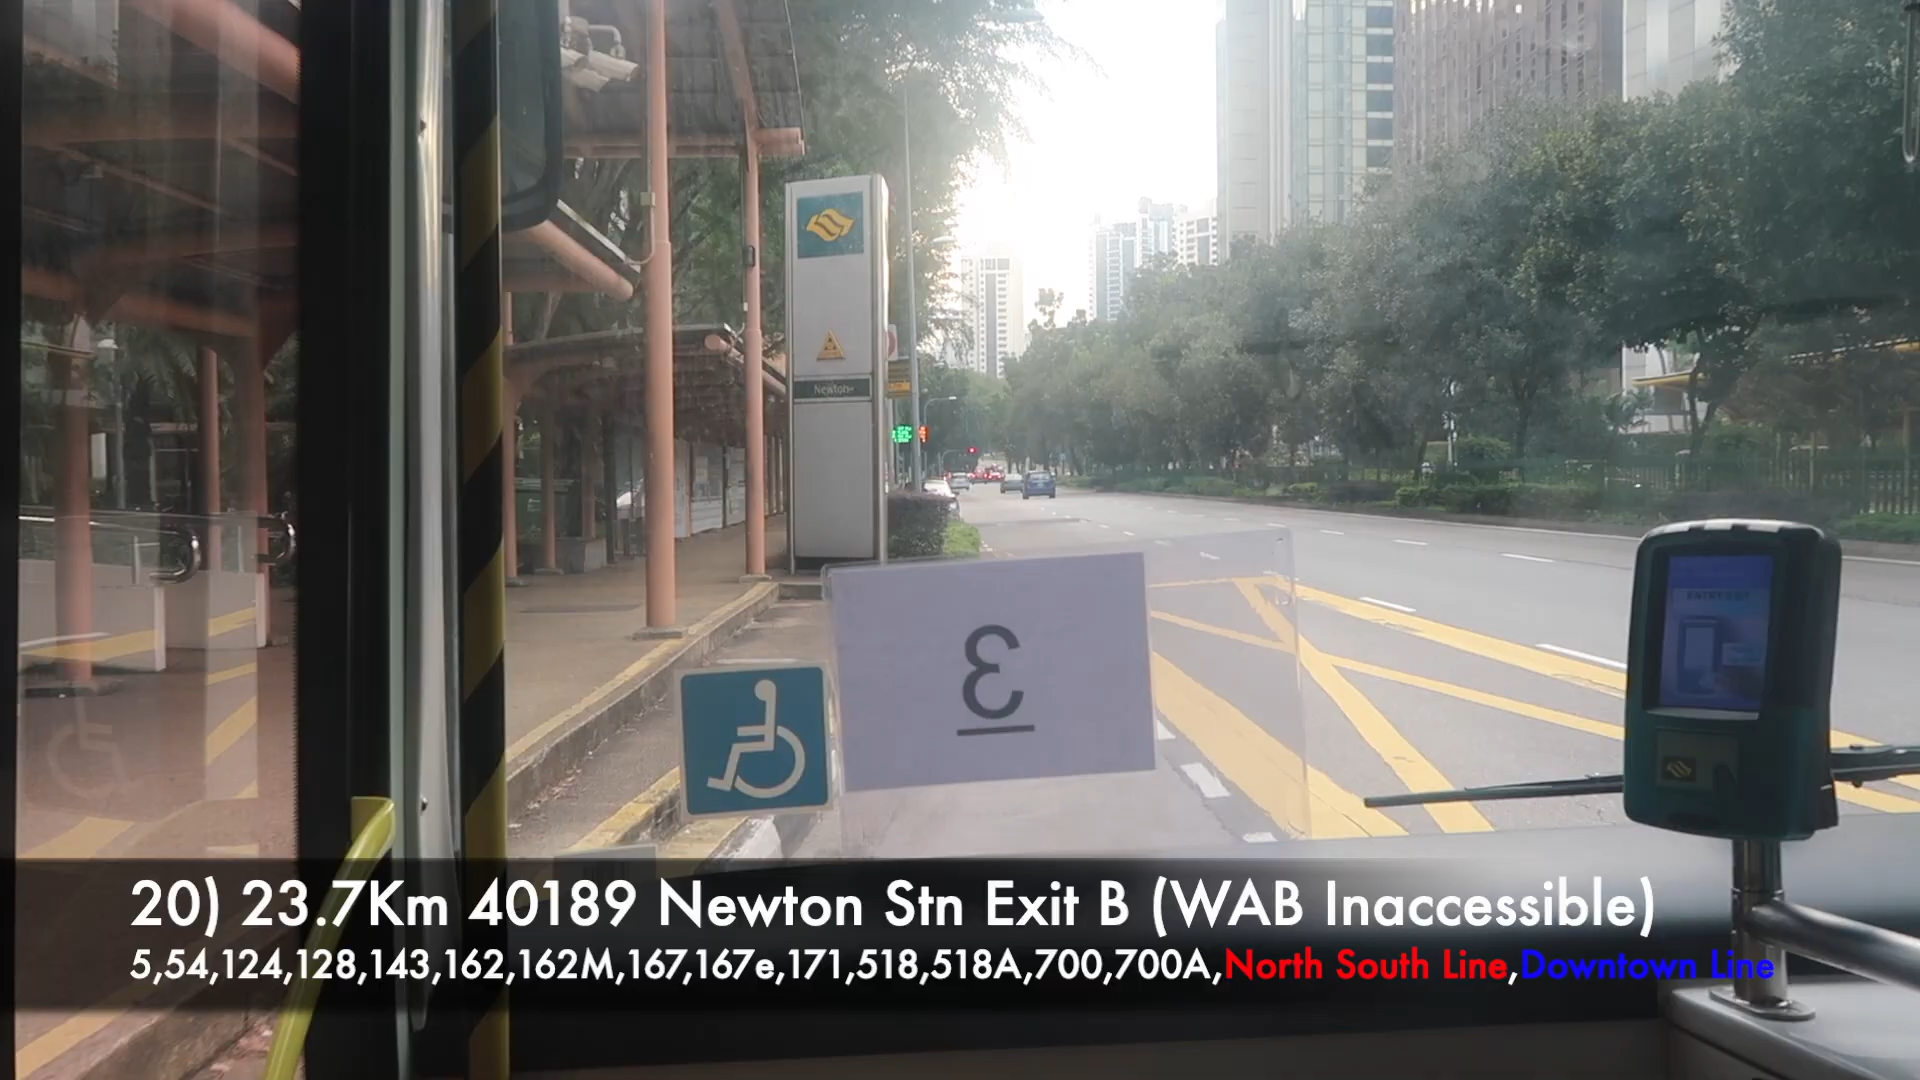 Newton
3
20) 23.7Km 40189 Newton Stn Exit B (WAB Inaccessible)
5,54,124,128,143,162,162M,167,167e,171,518,518A,700,700A,North South Line,Downtown Line